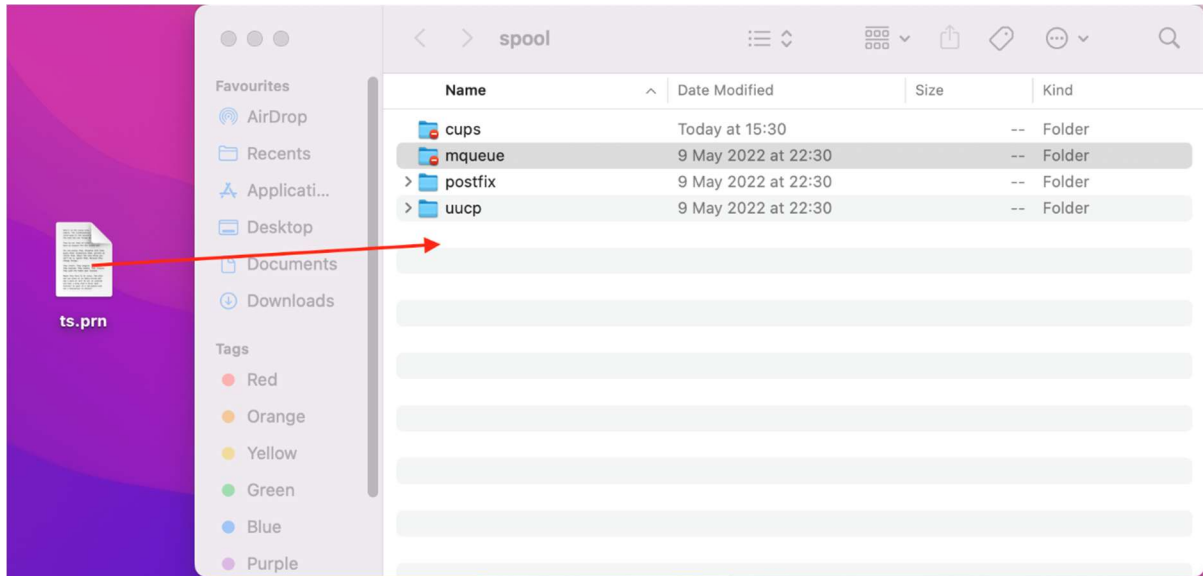 spool
Favourites
AirDrop
Recents
Applicati...
Desktop
Documents
Downloads
Tags
Red
Orange
Yellow
Green
Blue
Purple
ts.prn
Name Date Modified Size Kind
cups Today at 15:30 -- Folder
mqueue 9 May 2022 at 22:30 -- Folder
postfix 9 May 2022 at 22:30 -- Folder
uucp 9 May 2022 at 22:30 -- Folder